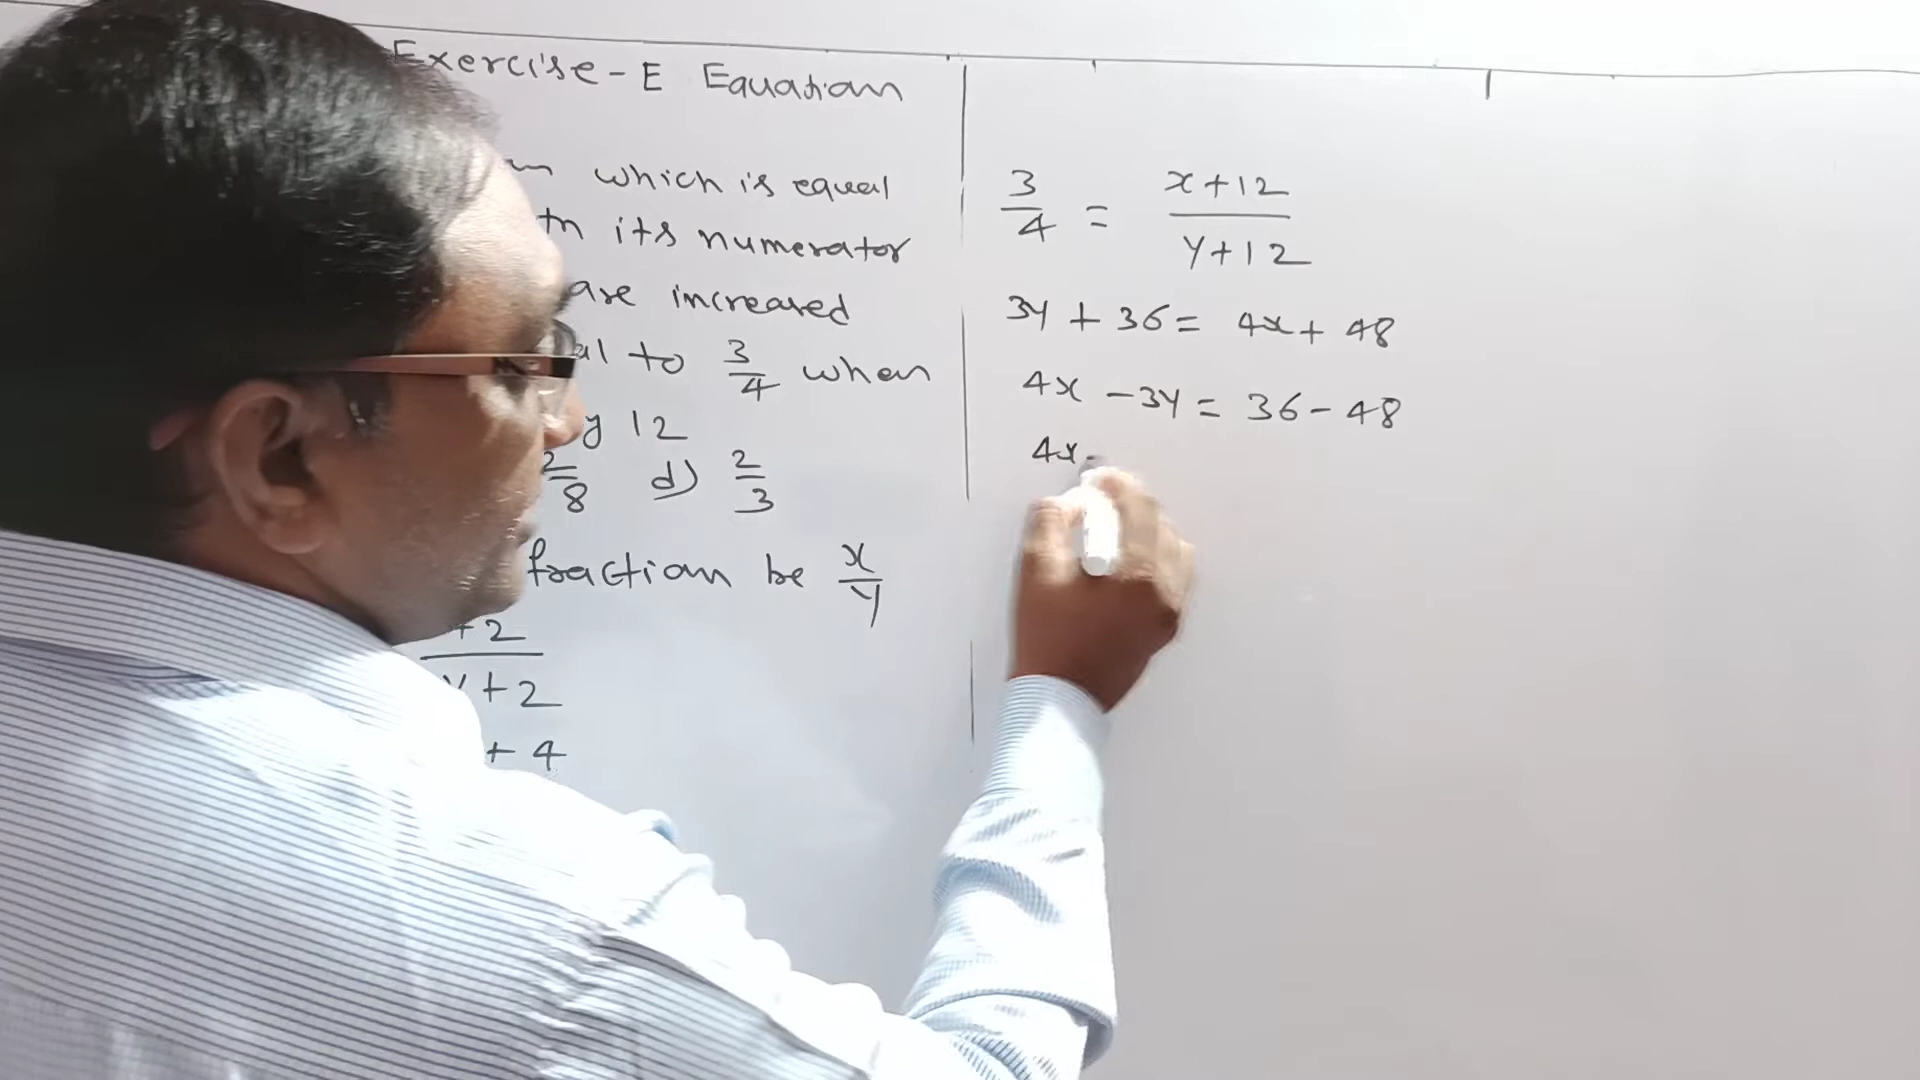 Exercise-E Equation
which is equal
its numerator
are increased
to 3/4 when
12
2/8 d) 2/3
fraction be x/y
+2
y+2
+ 4
3/4 = x+12/y+12
3y + 36 = 4x + 48
4x - 3y = 36 - 48
4x -